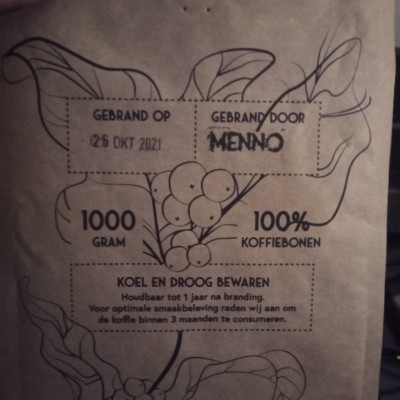 GEBRAND OP
25 OKT 2021
GEBRAND DOOR
MENNO
1000
GRAM
100%
KOFFIEBONEN
KOEL EN DROOG BEWAREN
Houdbaar tot 1 jaar na branding.
Voor optimale smaakbeleving raden wij aan om
de koffie binnen 3 maanden te consumeren.